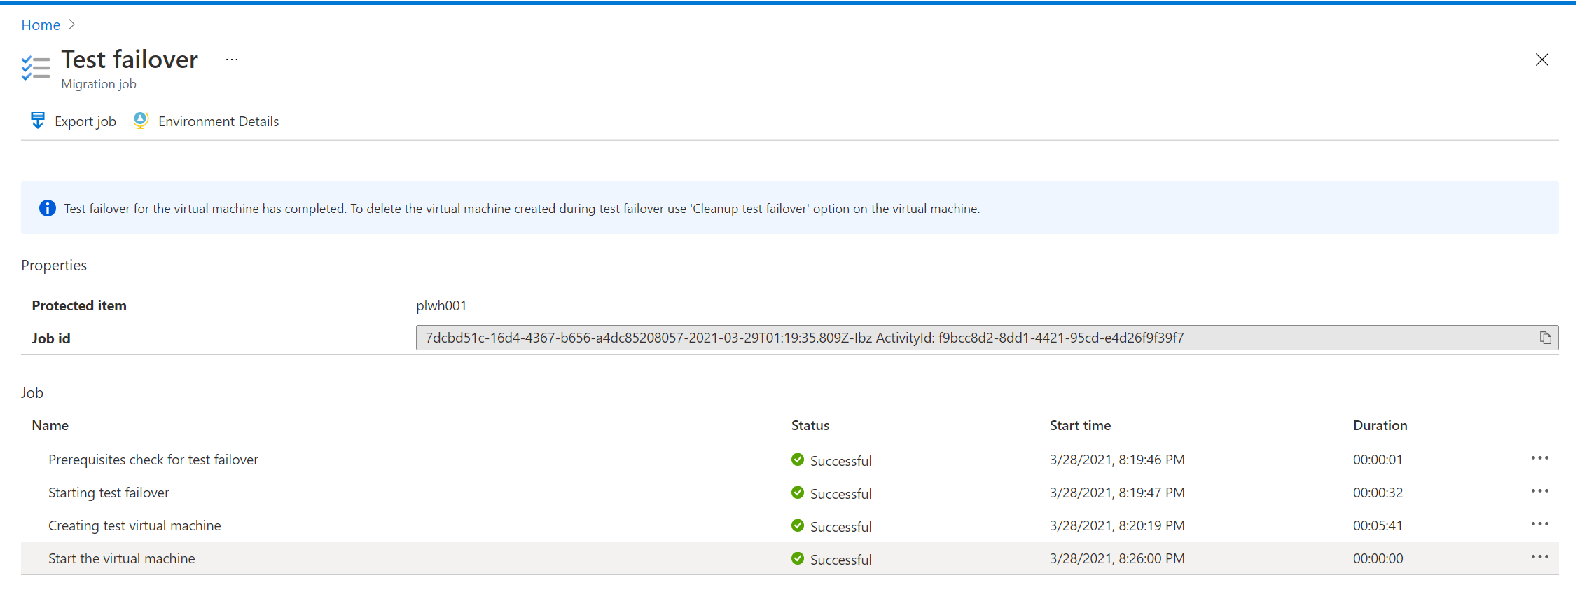 Home >
Test failover ...
Migration job
Export job Environment Details
Test failover for the virtual machine has completed. To delete the virtual machine created during test failover use 'Cleanup test failover' option on the virtual machine.
Properties
Protected item plwh001
Job id 7dcbd51c-16d4-4367-b656-a4dc85208057-2021-03-29T01:19:35.809Z-Ibz ActivityId: f9bcc8d2-8dd1-4421-95cd-e4d26f9f39f7
Job
Name Status Start time Duration
Prerequisites check for test failover Successful 3/28/2021, 8:19:46 PM 00:00:01 ...
Starting test failover Successful 3/28/2021, 8:19:47 PM 00:00:32 ...
Creating test virtual machine Successful 3/28/2021, 8:20:19 PM 00:05:41 ...
Start the virtual machine Successful 3/28/2021, 8:26:00 PM 00:00:00 ...